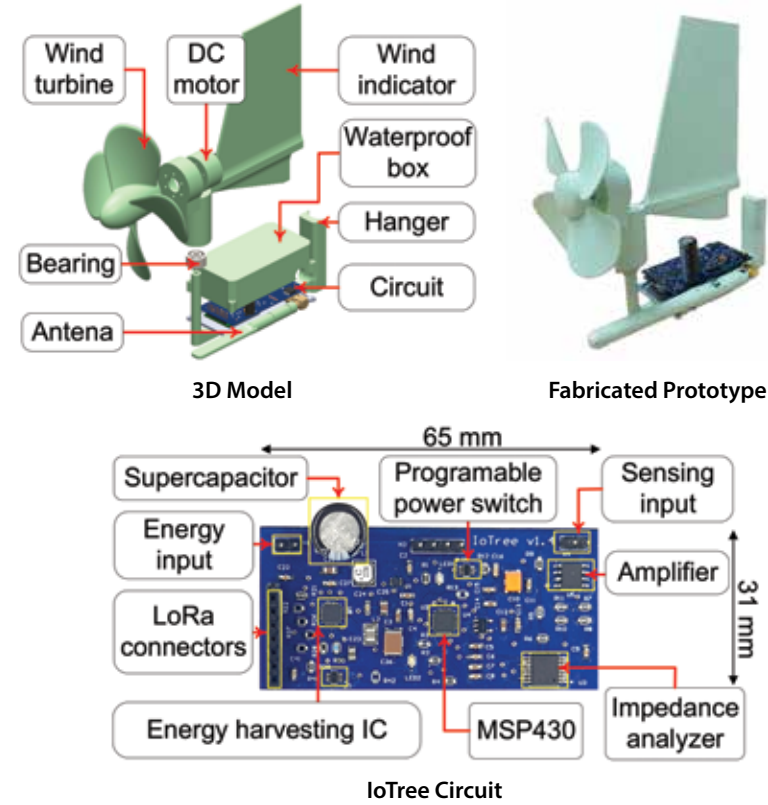 Wind
turbine
DC
motor
Wind
indicator
Waterproof
box
Hanger
Bearing
Circuit
Antena
3D Model
Fabricated Prototype
65 mm
Supercapacitor
Programable
power switch
Sensing
input
Energy
input
IoTree v1.
Amplifier
LoRa
connectors
31 mm
Energy harvesting IC
MSP430
Impedance
analyzer
IoTree Circuit